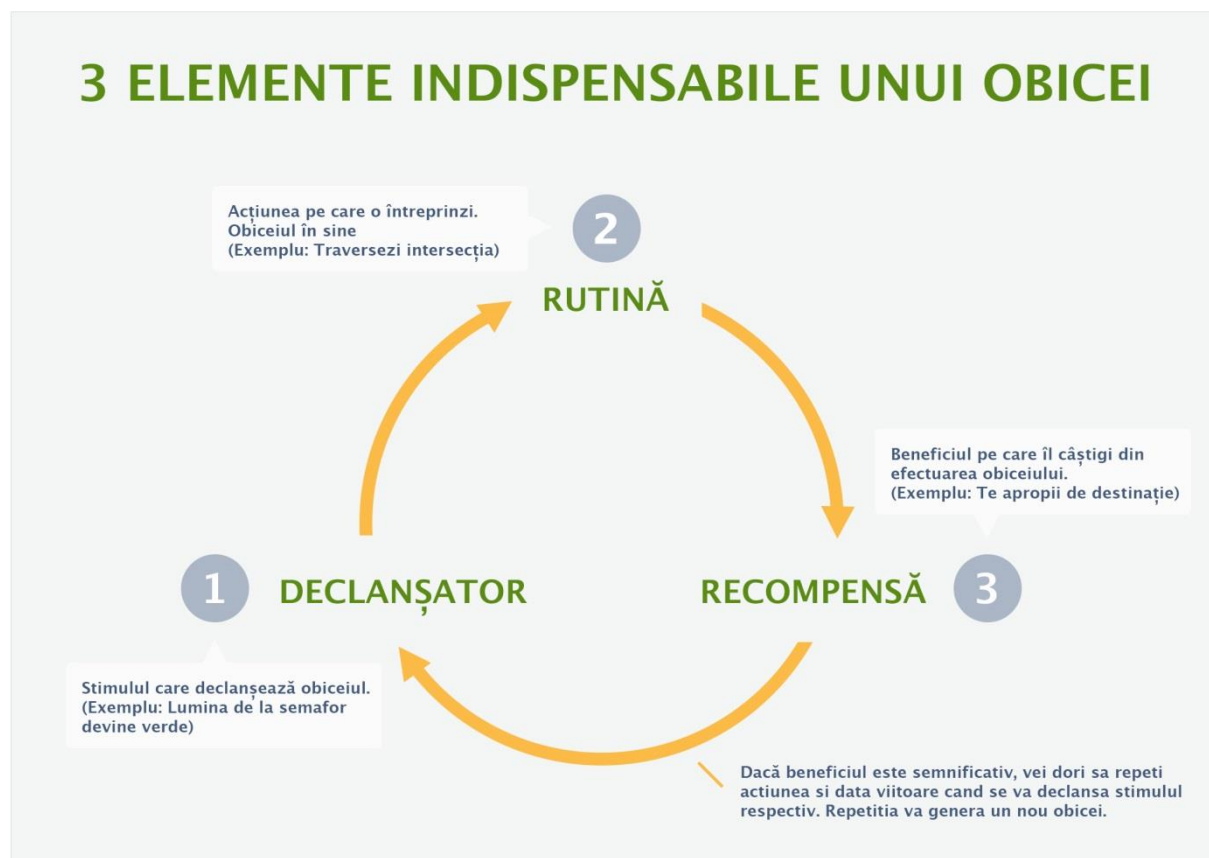 3 ELEMENTE INDISPENSABILE UNUI OBICEI
Acțiunea pe care o întreprinzi.
Obiceiul în sine
(Exemplu: Traversezi intersecția)
2
RUTINĂ
Beneficiul pe care îl câștigi din
efectuarea obiceiului.
(Exemplu: Te apropii de destinație)
1 DECLANȘATOR
RECOMPENSĂ 3
Stimulul care declanșează obiceiul.
(Exemplu: Lumina de la semafor
devine verde)
Dacă beneficiul este semnificativ, vei dori sa repeti
actiunea si data viitoare cand se va declansa stimulul
respectiv. Repetitia va genera un nou obicei.